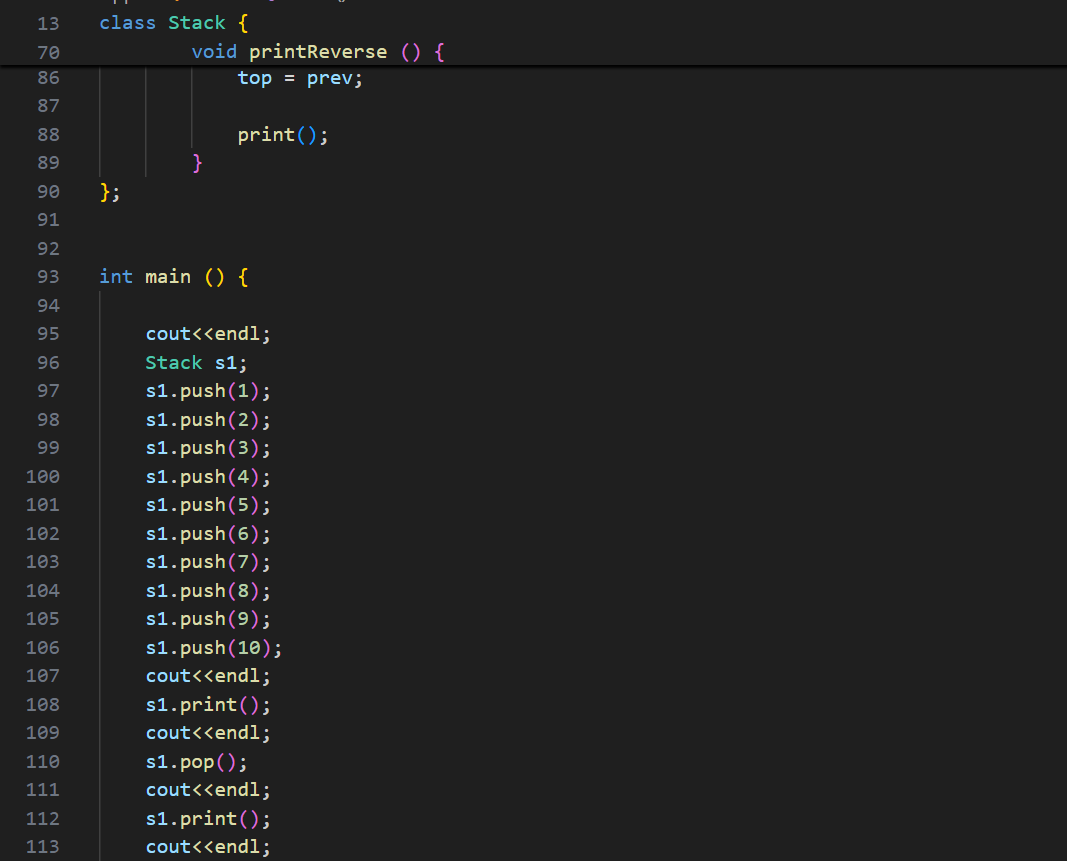 13 class Stack {
70 void printReverse () {
86 top = prev;
87
88 print();
89 }
90 };
91
92
93 int main () {
94
95 cout<<endl;
96 Stack s1;
97 s1.push(1);
98 s1.push(2);
99 s1.push(3);
100 s1.push(4);
101 s1.push(5);
102 s1.push(6);
103 s1.push(7);
104 s1.push(8);
105 s1.push(9);
106 s1.push(10);
107 cout<<endl;
108 s1.print();
109 cout<<endl;
110 s1.pop();
111 cout<<endl;
112 s1.print();
113 cout<<endl;